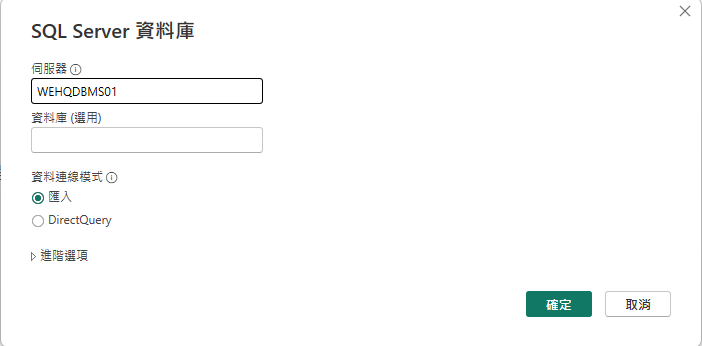 SQL Server 資料庫
伺服器
WEHQDBMS01
資料庫 (選用)
資料連線模式
匯入
DirectQuery
進階選項
確定
取消